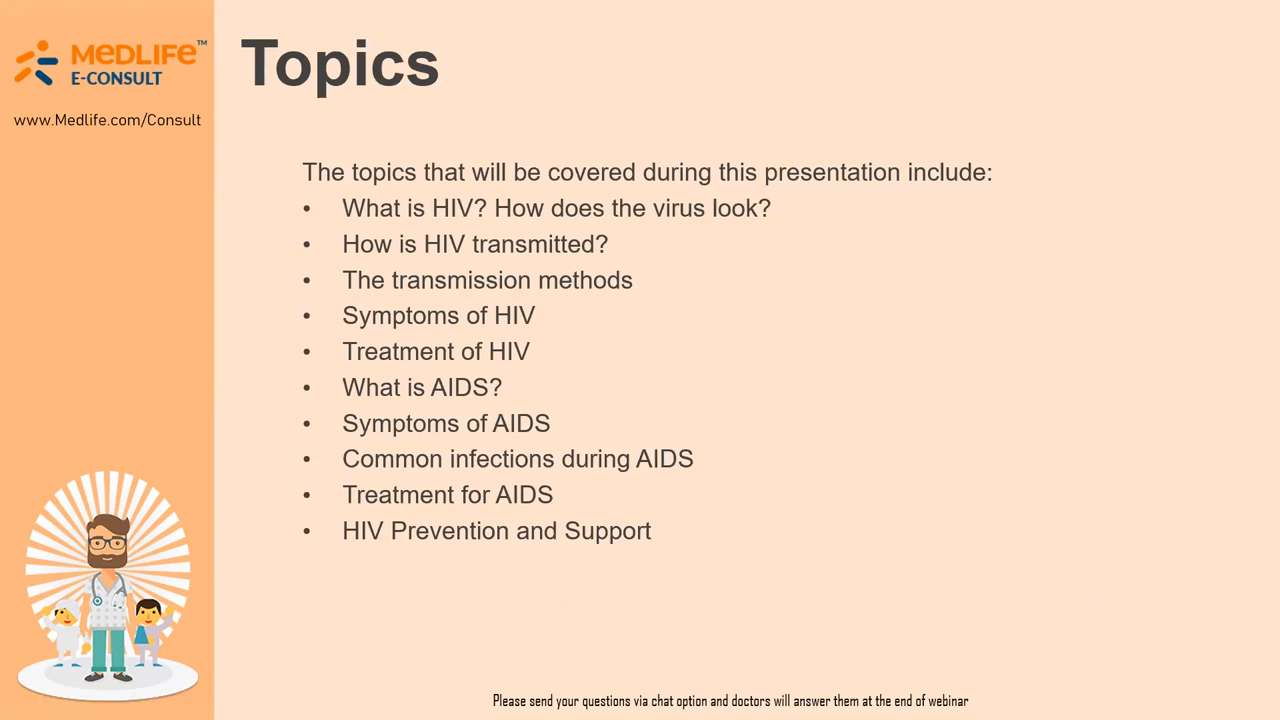 MEDLIFE™
E-CONSULT
www.Medlife.com/Consult
Topics
The topics that will be covered during this presentation include:
• What is HIV? How does the virus look?
• How is HIV transmitted?
• The transmission methods
• Symptoms of HIV
• Treatment of HIV
• What is AIDS?
• Symptoms of AIDS
• Common infections during AIDS
• Treatment for AIDS
• HIV Prevention and Support
Please send your questions via chat option and doctors will answer them at the end of webinar